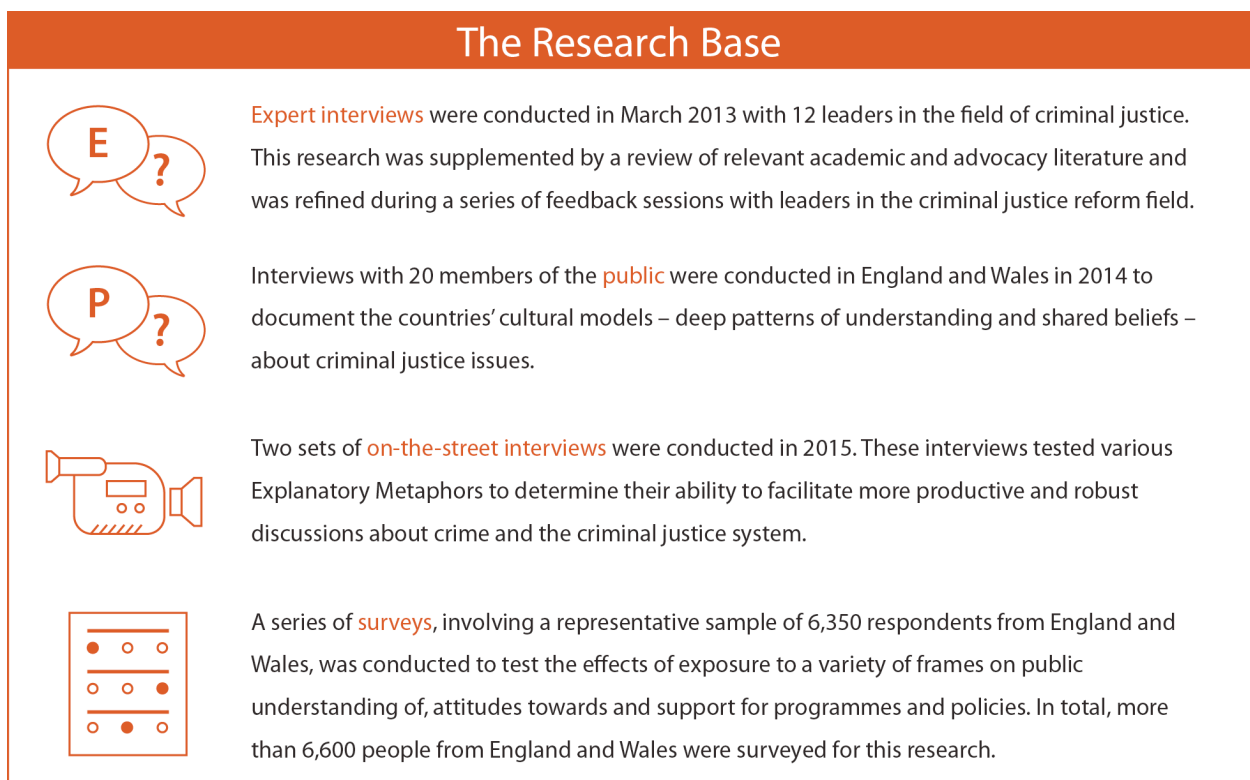 The Research Base
E
?
Expert interviews were conducted in March 2013 with 12 leaders in the field of criminal justice.
This research was supplemented by a review of relevant academic and advocacy literature and
was refined during a series of feedback sessions with leaders in the criminal justice reform field.
P
?
Interviews with 20 members of the public were conducted in England and Wales in 2014 to
document the countries’ cultural models – deep patterns of understanding and shared beliefs –
about criminal justice issues.
Two sets of on-the-street interviews were conducted in 2015. These interviews tested various
Explanatory Metaphors to determine their ability to facilitate more productive and robust
discussions about crime and the criminal justice system.
A series of surveys, involving a representative sample of 6,350 respondents from England and
Wales, was conducted to test the effects of exposure to a variety of frames on public
understanding of, attitudes towards and support for programmes and policies. In total, more
than 6,600 people from England and Wales were surveyed for this research.